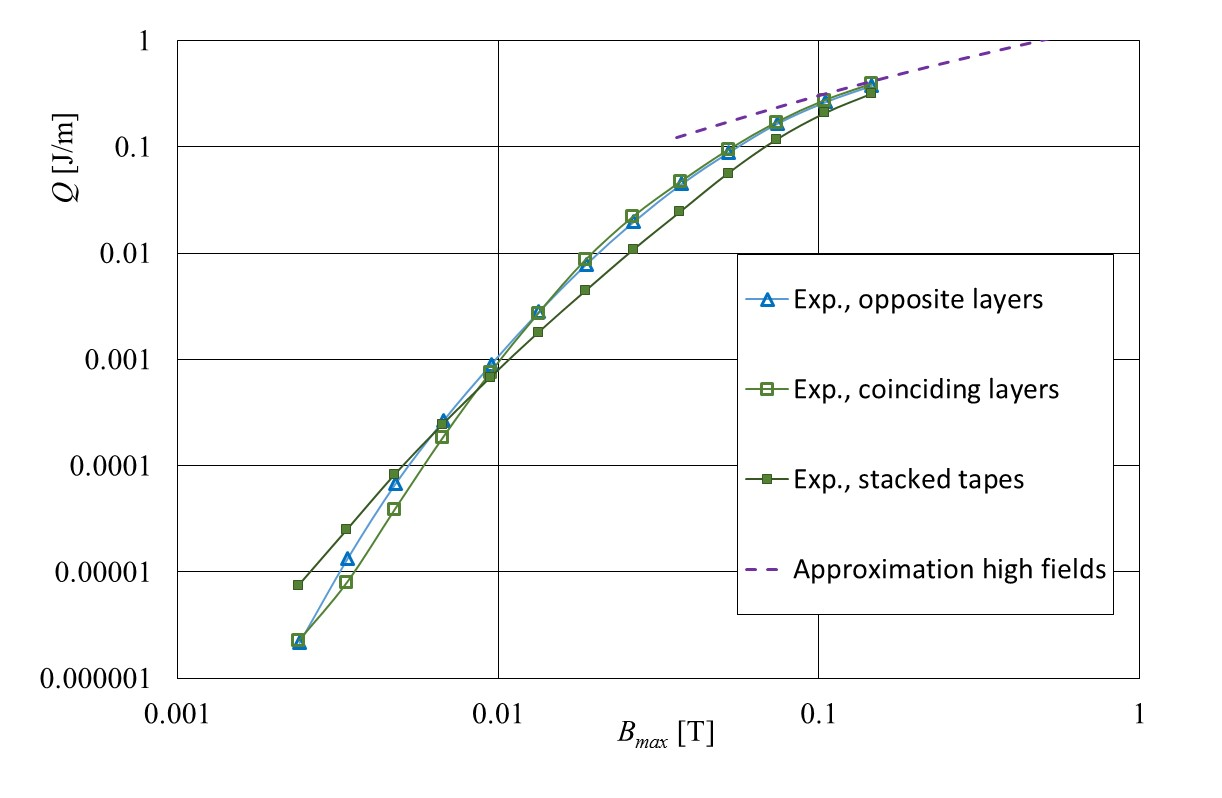 1
0.1
0.01
0.001
0.0001
0.00001
0.000001
Q [J/m]
Exp., opposite layers
Exp., coinciding layers
Exp., stacked tapes
Approximation high fields
0.001 0.01 0.1 1
Bmax [T]